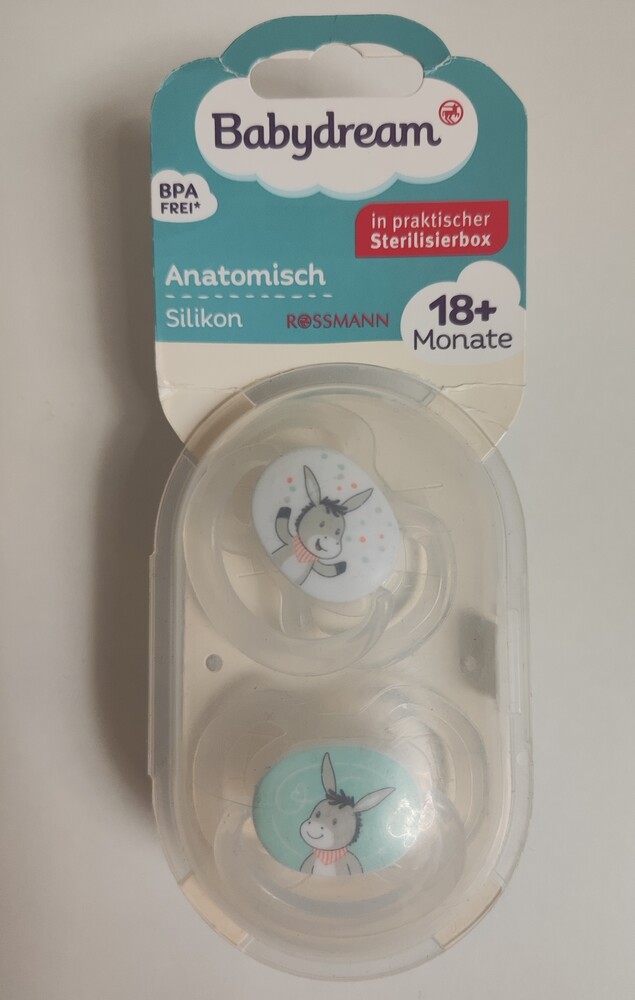 Babydream
BPA
FREI*
in praktischer
Sterilisierbox
Anatomisch
Silikon
ROSSMANN
18+
Monate